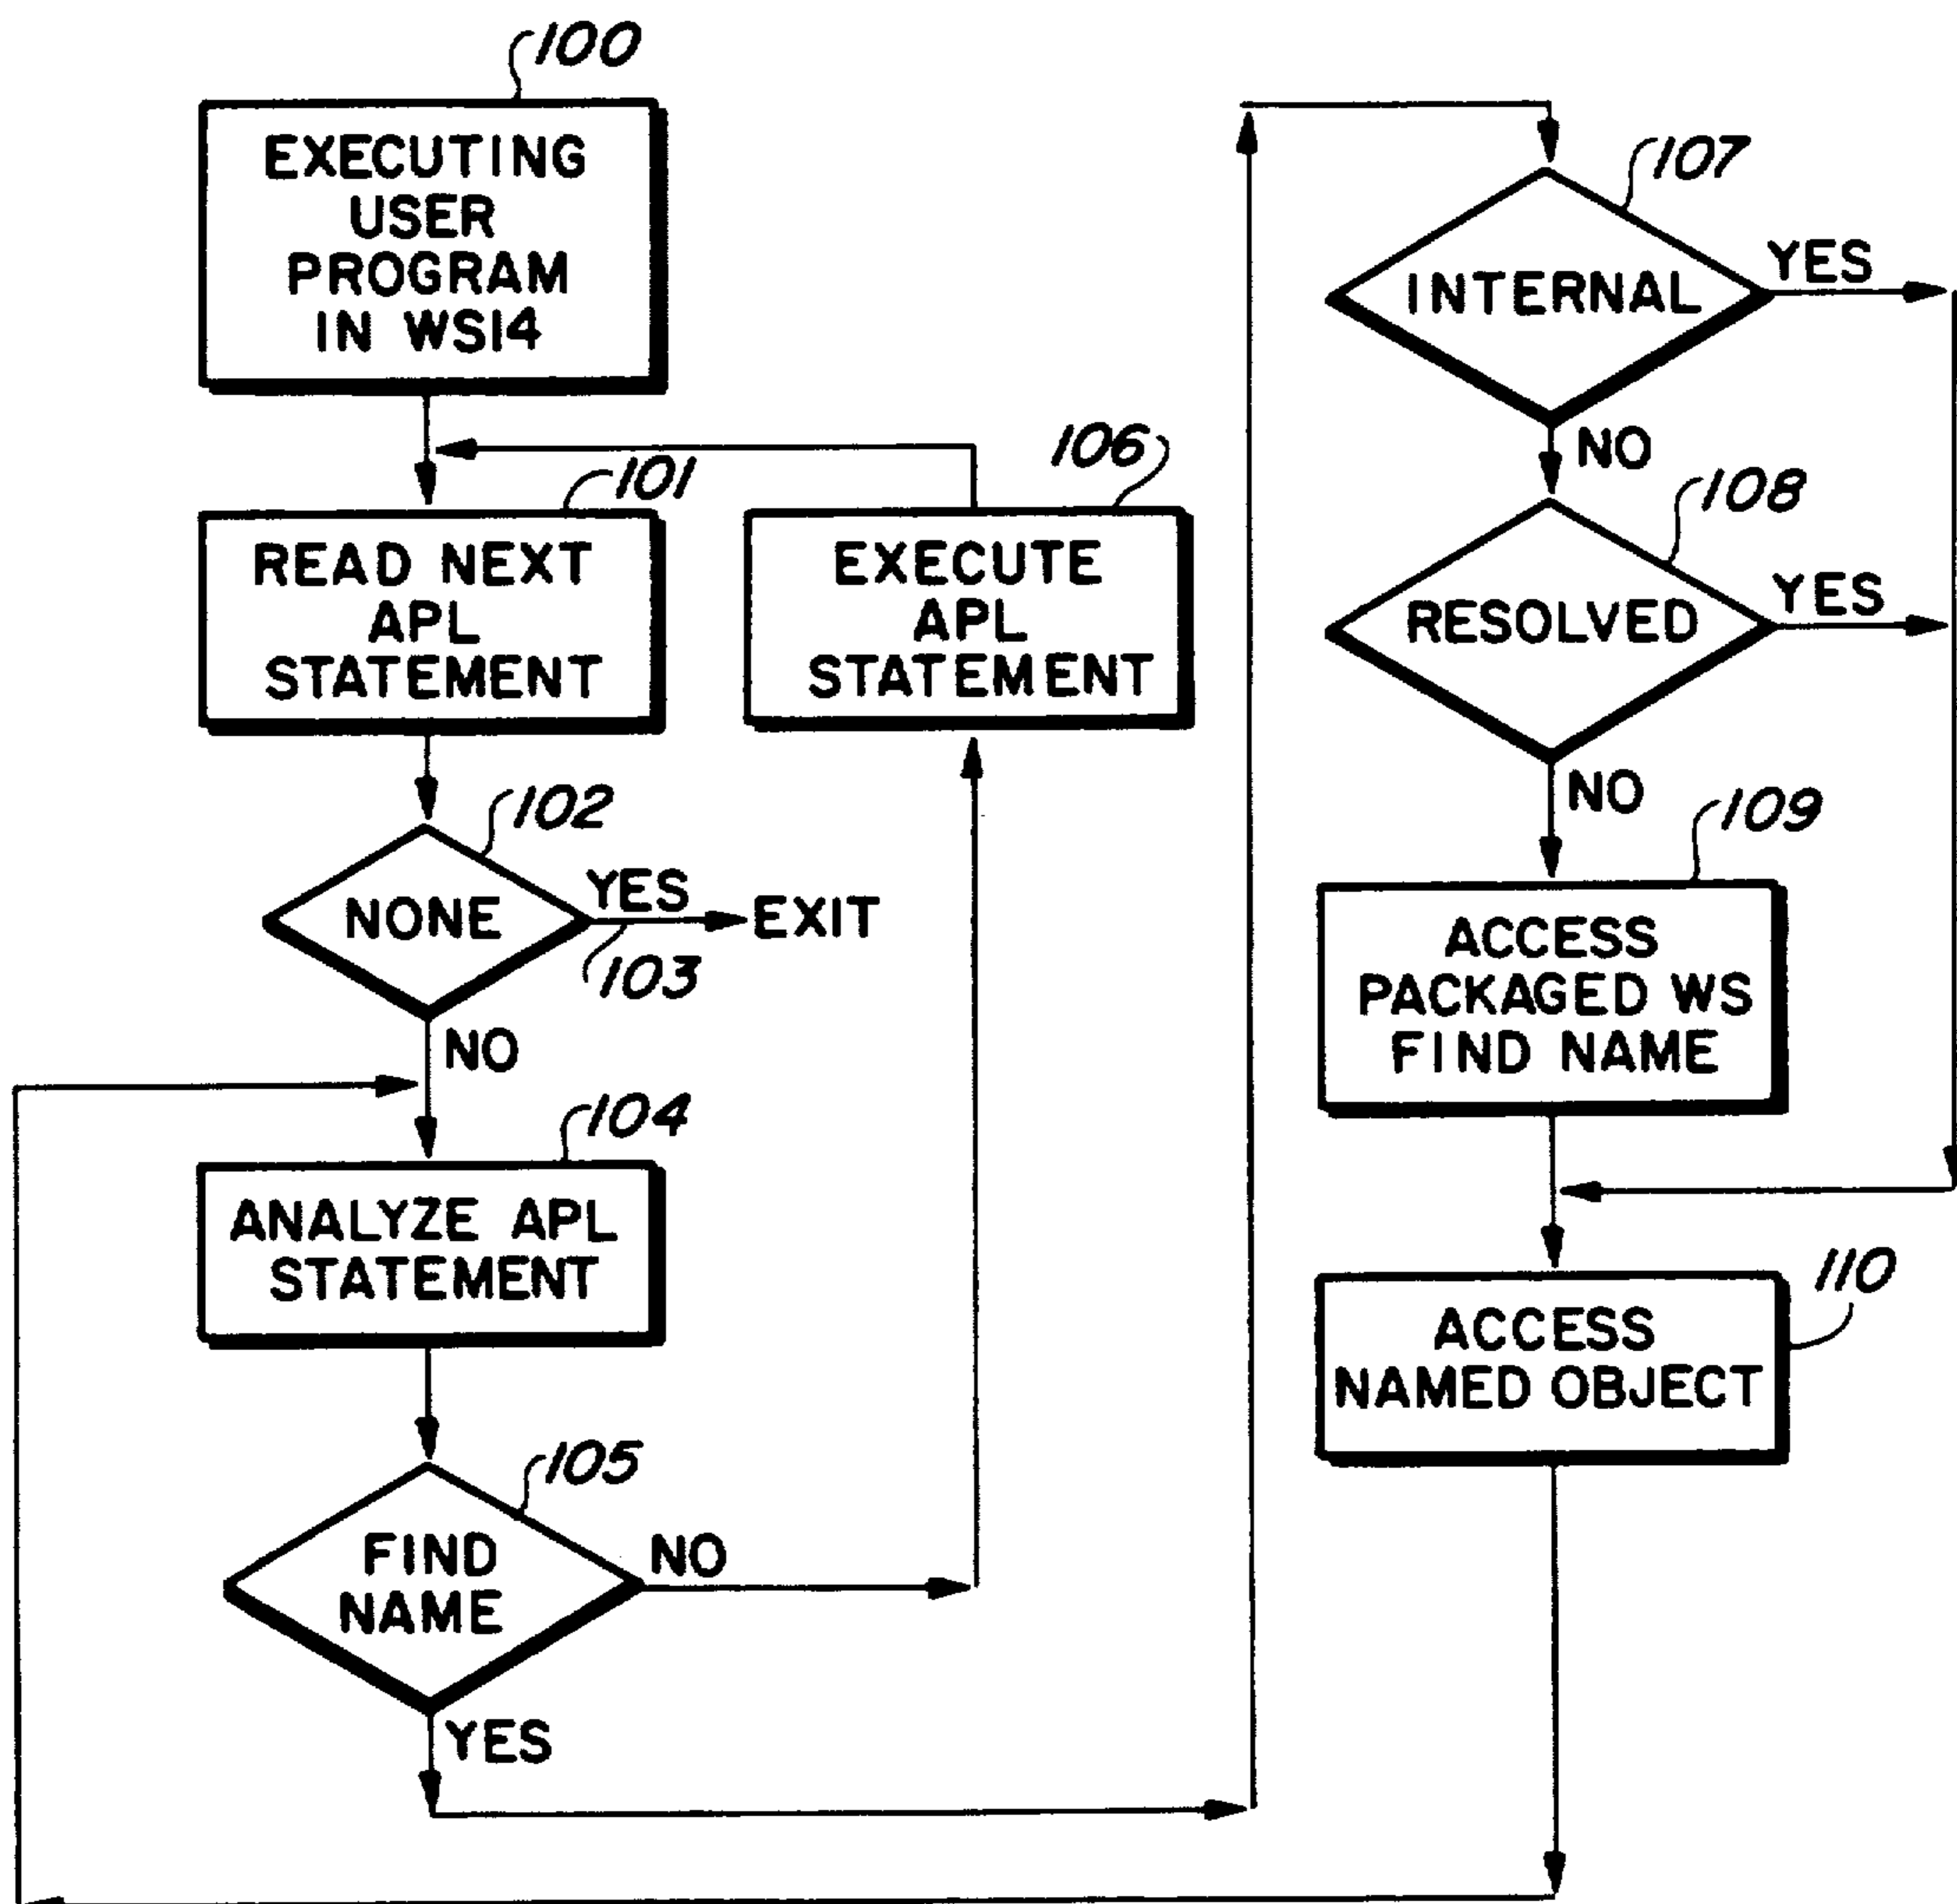 100
EXECUTING
USER
PROGRAM
IN WS14
101
READ NEXT
APL
STATEMENT
106
EXECUTE
APL
STATEMENT
102
NONE
YES
103
EXIT
NO
104
ANALYZE APL
STATEMENT
105
FIND
NAME
NO
YES
107
INTERNAL
YES
NO
108
RESOLVED
YES
NO
109
ACCESS
PACKAGED WS
FIND NAME
110
ACCESS
NAMED OBJECT